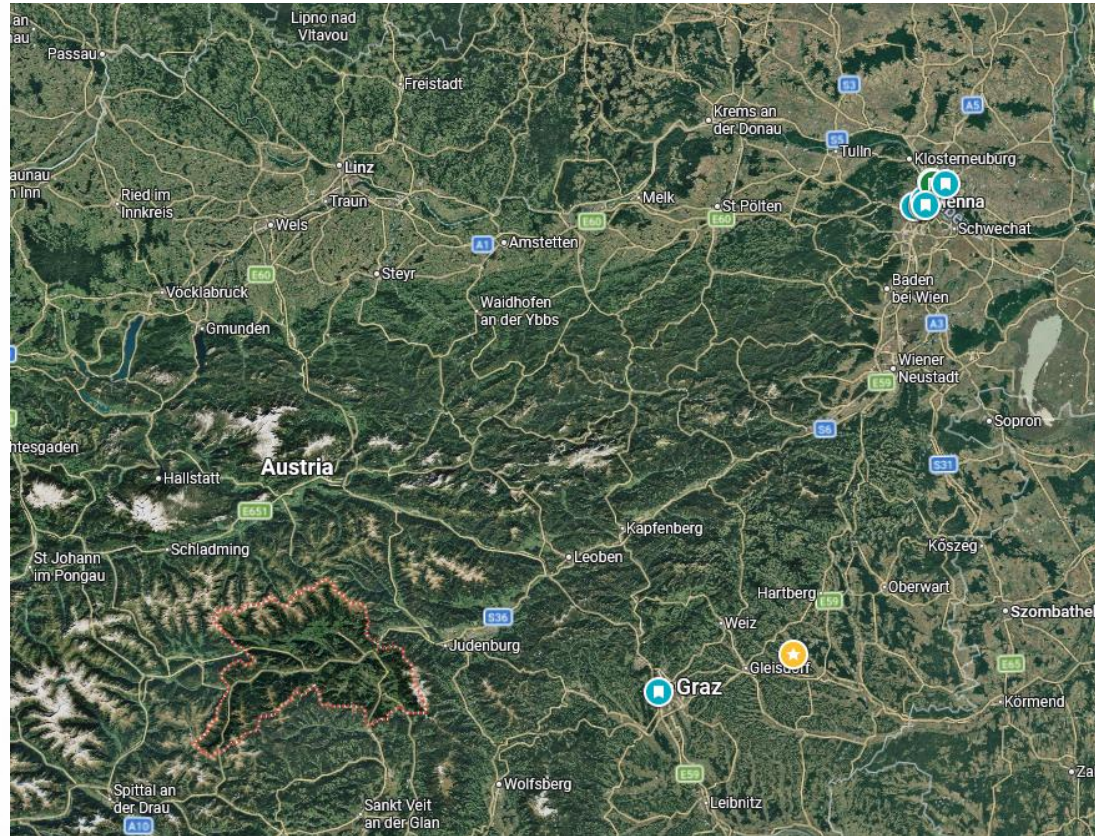 Lipno nad
Vltavou
Passau
Freistadt
S3
A5
Krems an
der Donau
S5
Tulln
Klosterneuburg
Linz
Ried im
Innkreis
Traun
Wels
Melk
St Pölten
E60
E60
A1
Amstetten
Schwechat
E60
Steyr
Baden
bei Wien
Vöcklabruck
Waidhofen
an der Ybbs
Gmunden
A3
Wiener
Neustadt
E59
Sopron
S6
S31
Austria
Hallstatt
E651
Kapfenberg
Schladming
Leoben
Kőszeg
St Johann
im Pongau
Hartberg
E59
Oberwart
S36
Weiz
Szombathel
Judenburg
Gleisdorf
E65
Graz
Körmend
E59
Spittal an
der Drau
A10
Wolfsberg
Sankt Veit
an der Glan
Leibnitz